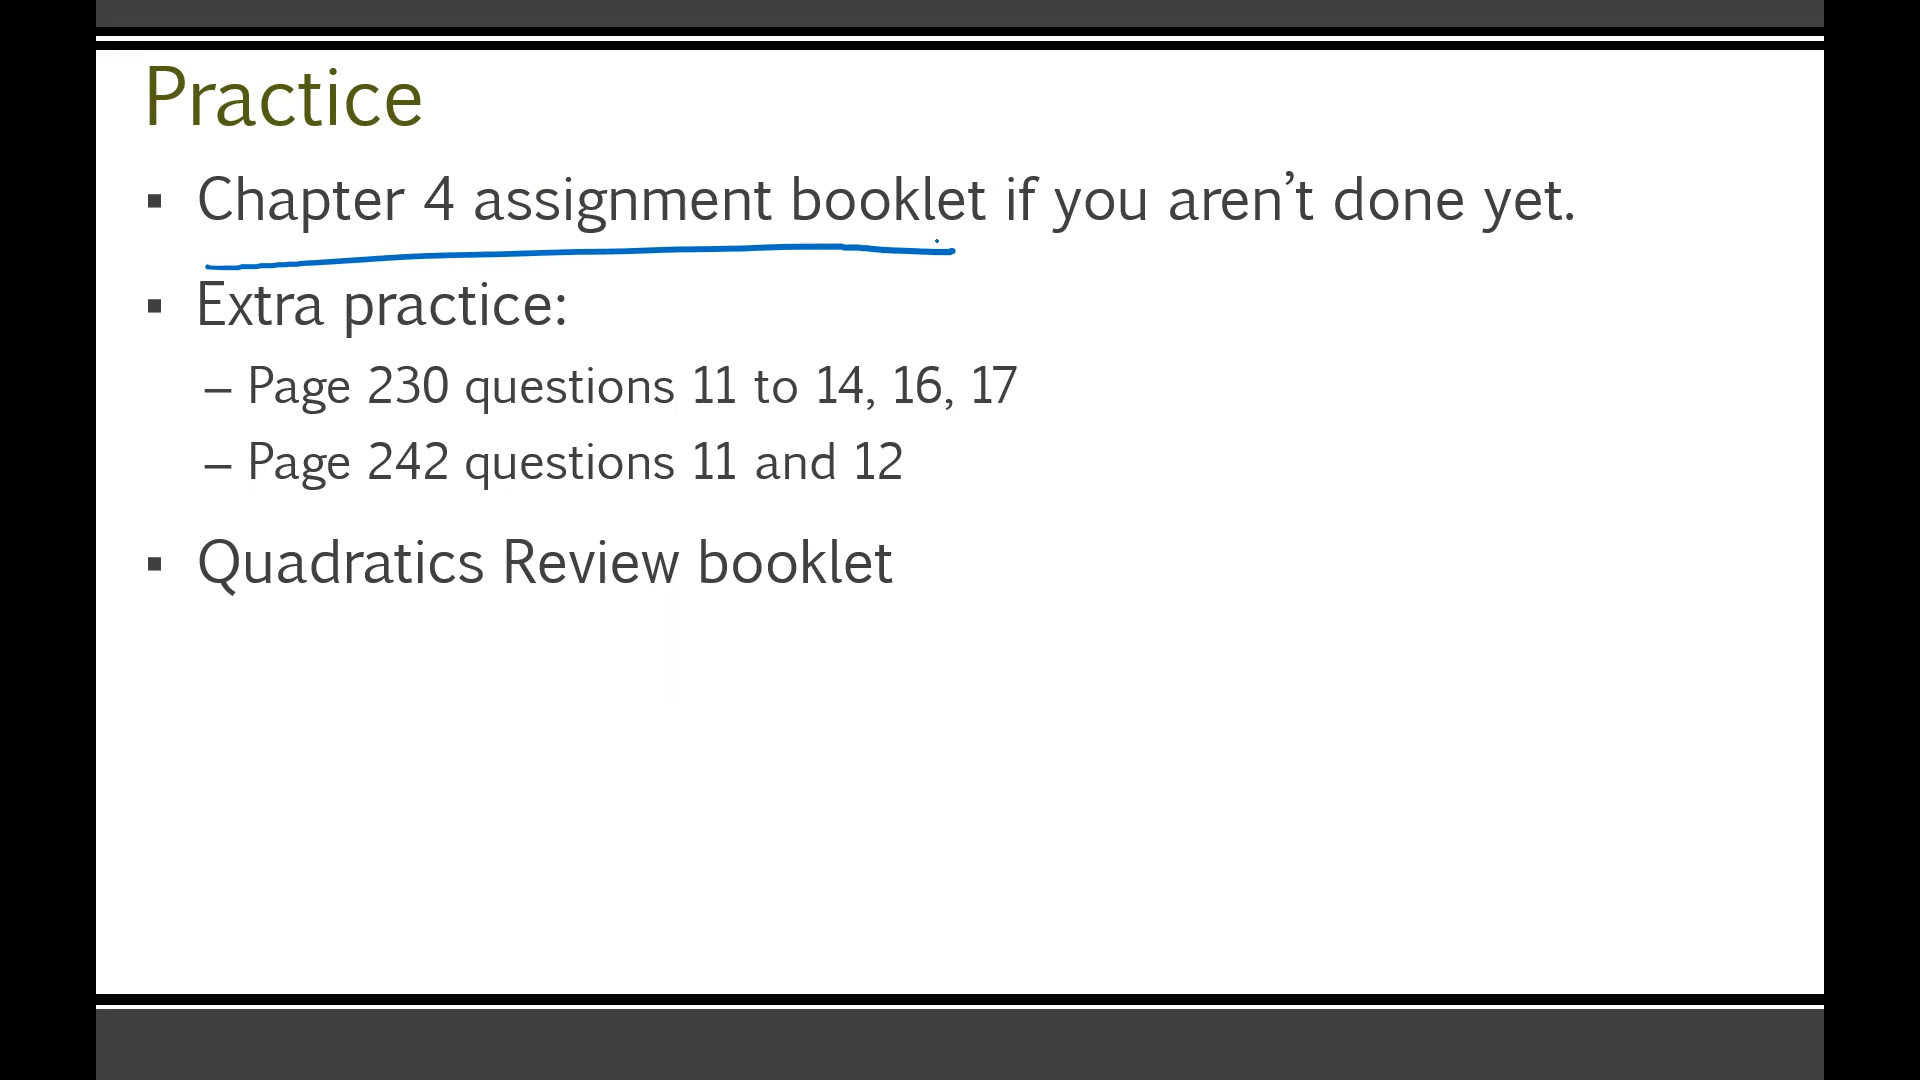 Practice
▪ Chapter 4 assignment booklet if you aren’t done yet.
▪ Extra practice:
– Page 230 questions 11 to 14, 16, 17
– Page 242 questions 11 and 12
▪ Quadratics Review booklet